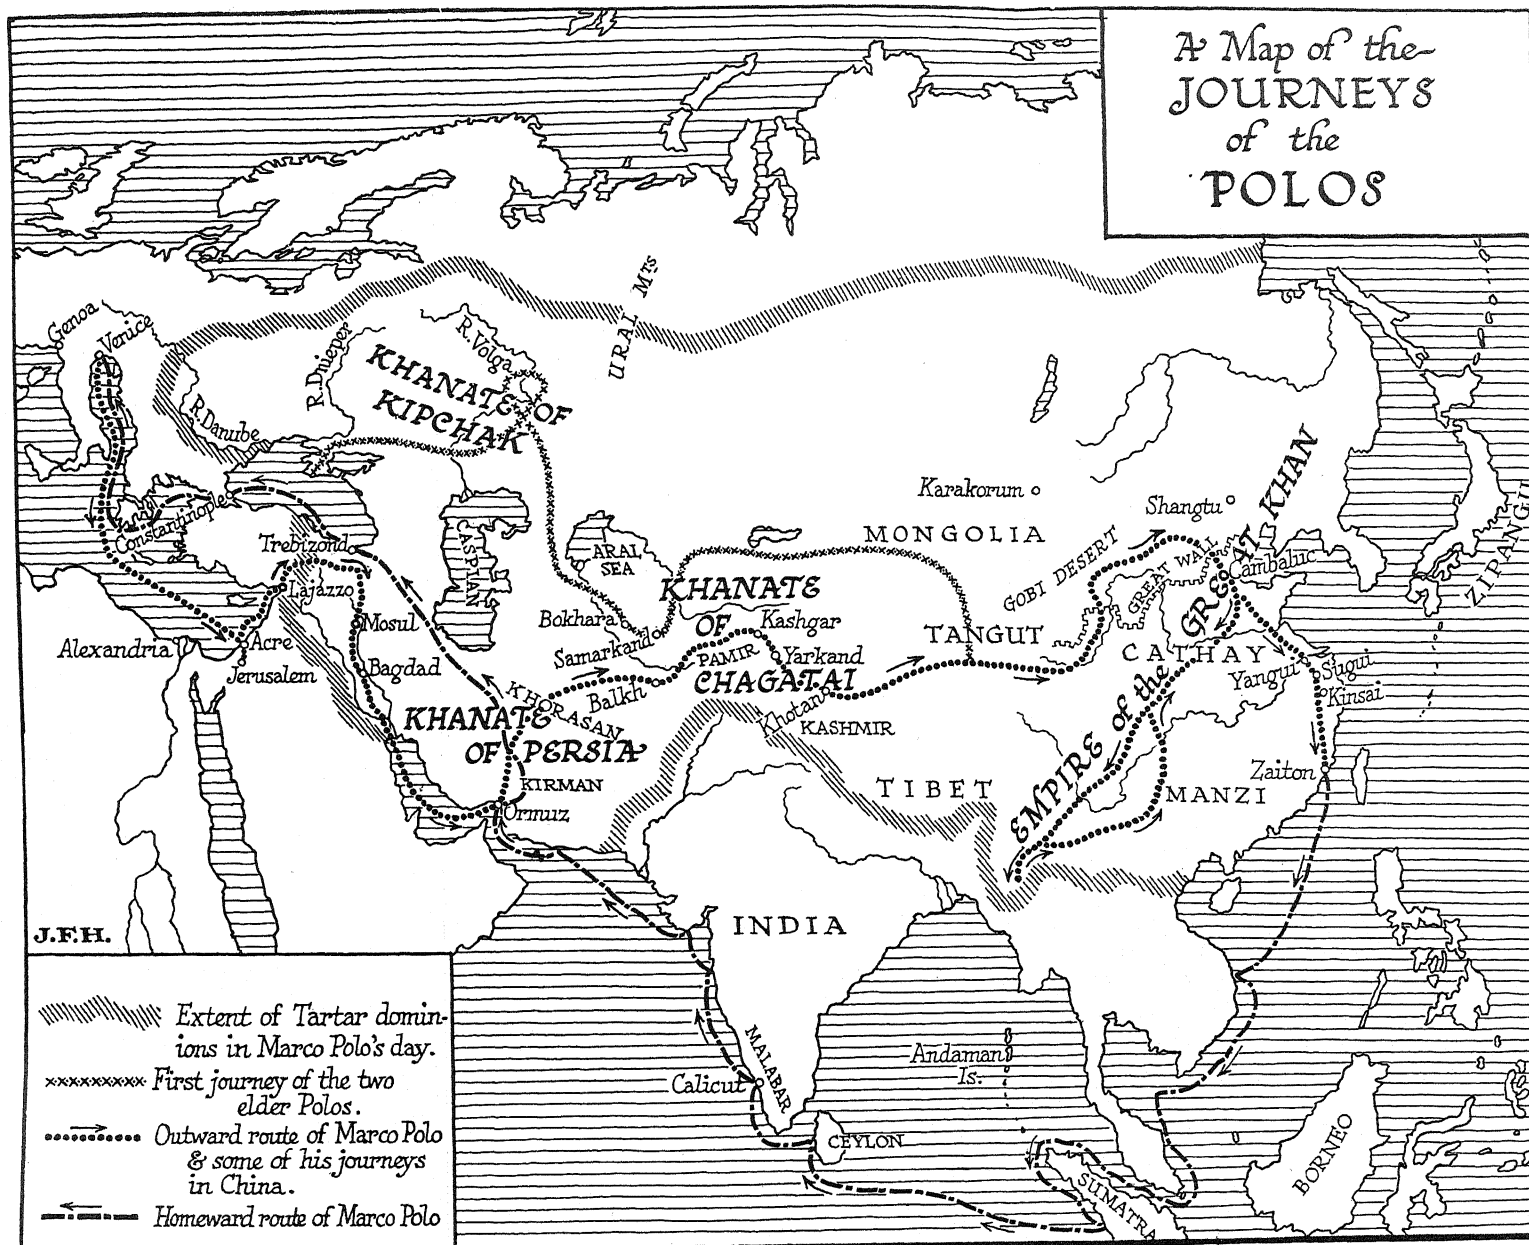 A Map of the
JOURNEYS
of the
POLOS
Genoa
Venice
R. Dnieper
R. Volga
URAL MTS
KHANATE OF
KIPCHAK
R. Danube
Constantinople
Trebizond
CASPIAN
ARAL
SEA
Karakorum
MONGOLIA
Shangtu
GOBI DESERT
GREAT WALL
Cambaluc
ZIPANGU
Lajazzo
Mosul
Acre
Alexandria
Jerusalem
Bagdad
Bokhara
Samarkand
KHANATE
OF
CHAGATAI
Kashgar
PAMIR
Yarkand
TANGUT
CATHAY
Yangui
Sugui
Kinsai
Balkh
KHORASAN
Khotan
KASHMIR
KHANATE
OF PERSIA
KIRMAN
Ormuz
TIBET
EMPIRE of the GREAT KHAN
MANZI
Zaiton
INDIA
J.F.H.
MALABAR
Calicut
CEYLON
Andaman
Is.
SUMATRA
BORNEO
Extent of Tartar domin-
ions in Marco Polo's day.
First journey of the two
elder Polos.
Outward route of Marco Polo
& some of his journeys
in China.
Homeward route of Marco Polo